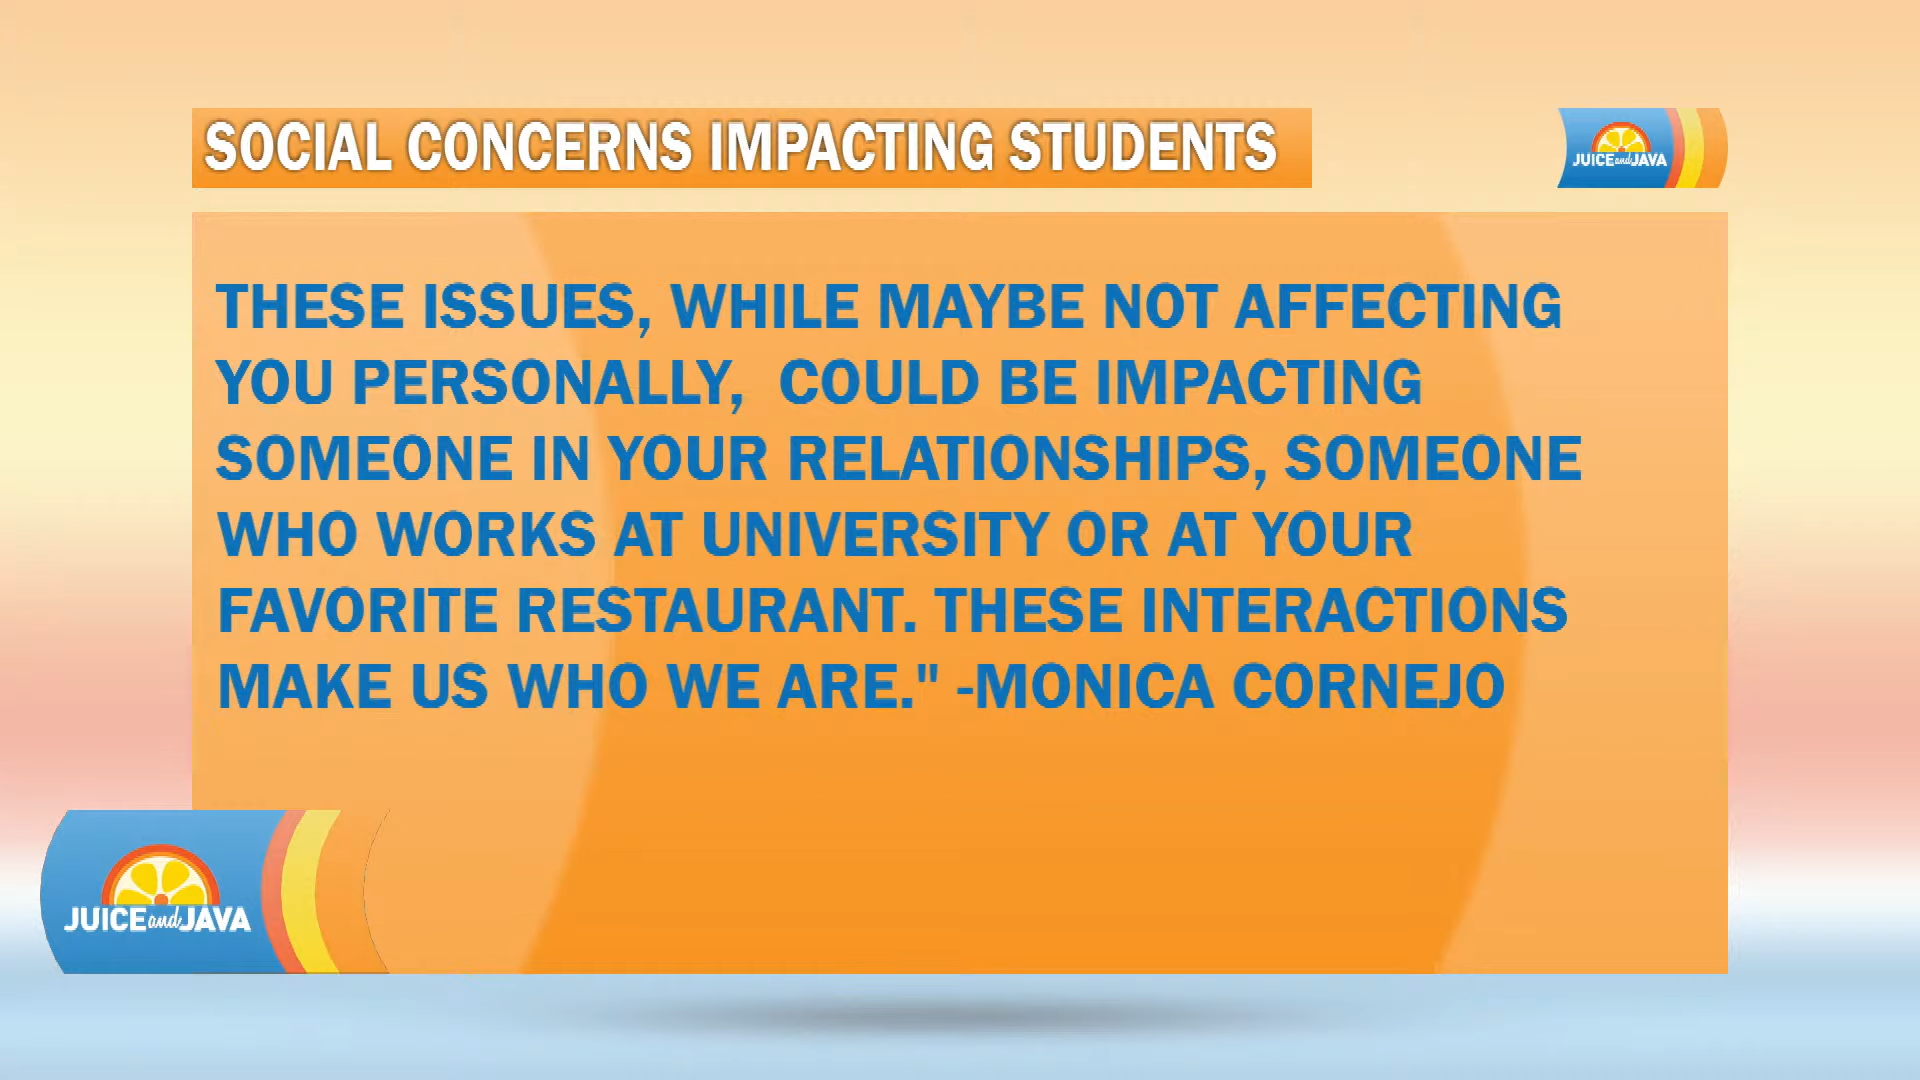 SOCIAL CONCERNS IMPACTING STUDENTS
JUICE and JAVA
THESE ISSUES, WHILE MAYBE NOT AFFECTING
YOU PERSONALLY,  COULD BE IMPACTING
SOMEONE IN YOUR RELATIONSHIPS, SOMEONE
WHO WORKS AT UNIVERSITY OR AT YOUR
FAVORITE RESTAURANT. THESE INTERACTIONS
MAKE US WHO WE ARE." -MONICA CORNEJO
JUICE and JAVA